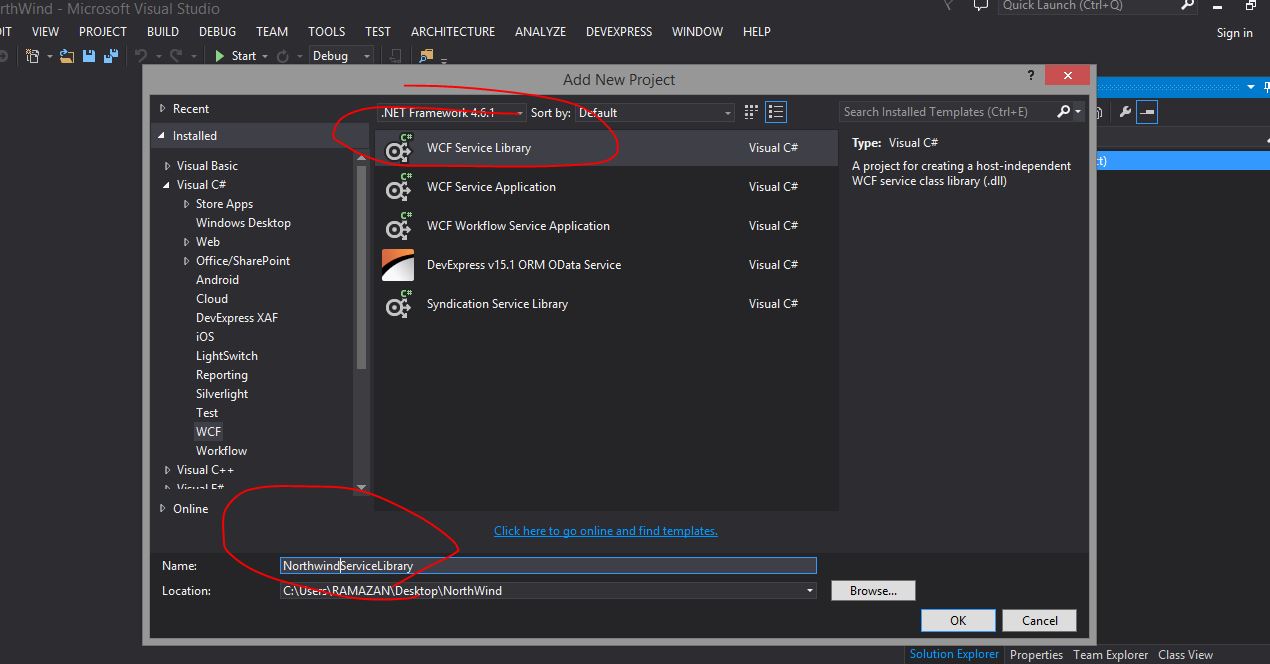 rthWind - Microsoft Visual Studio
Quick Launch (Ctrl+Q)
DIT VIEW PROJECT BUILD DEBUG TEAM TOOLS TEST ARCHITECTURE ANALYZE DEVEXPRESS WINDOW HELP
Sign in
Start Debug
Add New Project
?
Recent
.NET Framework 4.6.1 Sort by: Default
Search Installed Templates (Ctrl+E)
Installed
Visual Basic
Visual C#
Store Apps
Windows Desktop
Web
Office/SharePoint
Android
Cloud
DevExpress XAF
iOS
LightSwitch
Reporting
Silverlight
Test
WCF
Workflow
Visual C++
Visual F#
Online
C# WCF Service Library Visual C#
C# WCF Service Application Visual C#
C# WCF Workflow Service Application Visual C#
DevExpress v15.1 ORM OData Service Visual C#
C# Syndication Service Library Visual C#
Type: Visual C#
A project for creating a host-independent
WCF service class library (.dll)
ct)
Click here to go online and find templates.
Name: NorthwindServiceLibrary
Location: C:\Users\RAMAZAN\Desktop\NorthWind
Browse...
OK Cancel
Solution Explorer Properties Team Explorer Class View